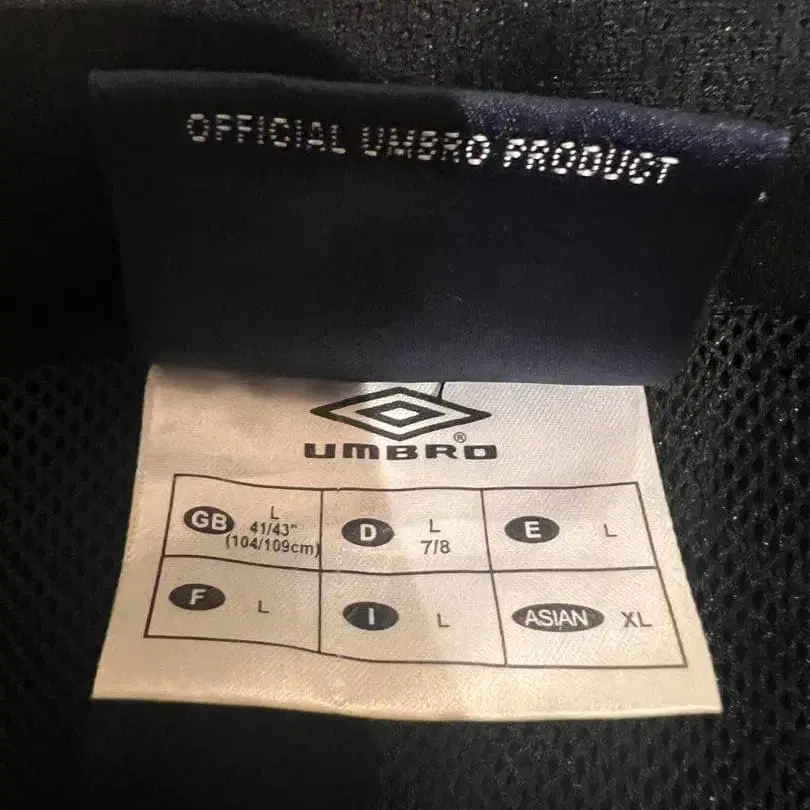 OFFICIAL UMBRO PRODUCT
UMBRO®
GB L
41/43"
(104/109cm)
D L
7/8
E L
F L
I L
ASIAN XL